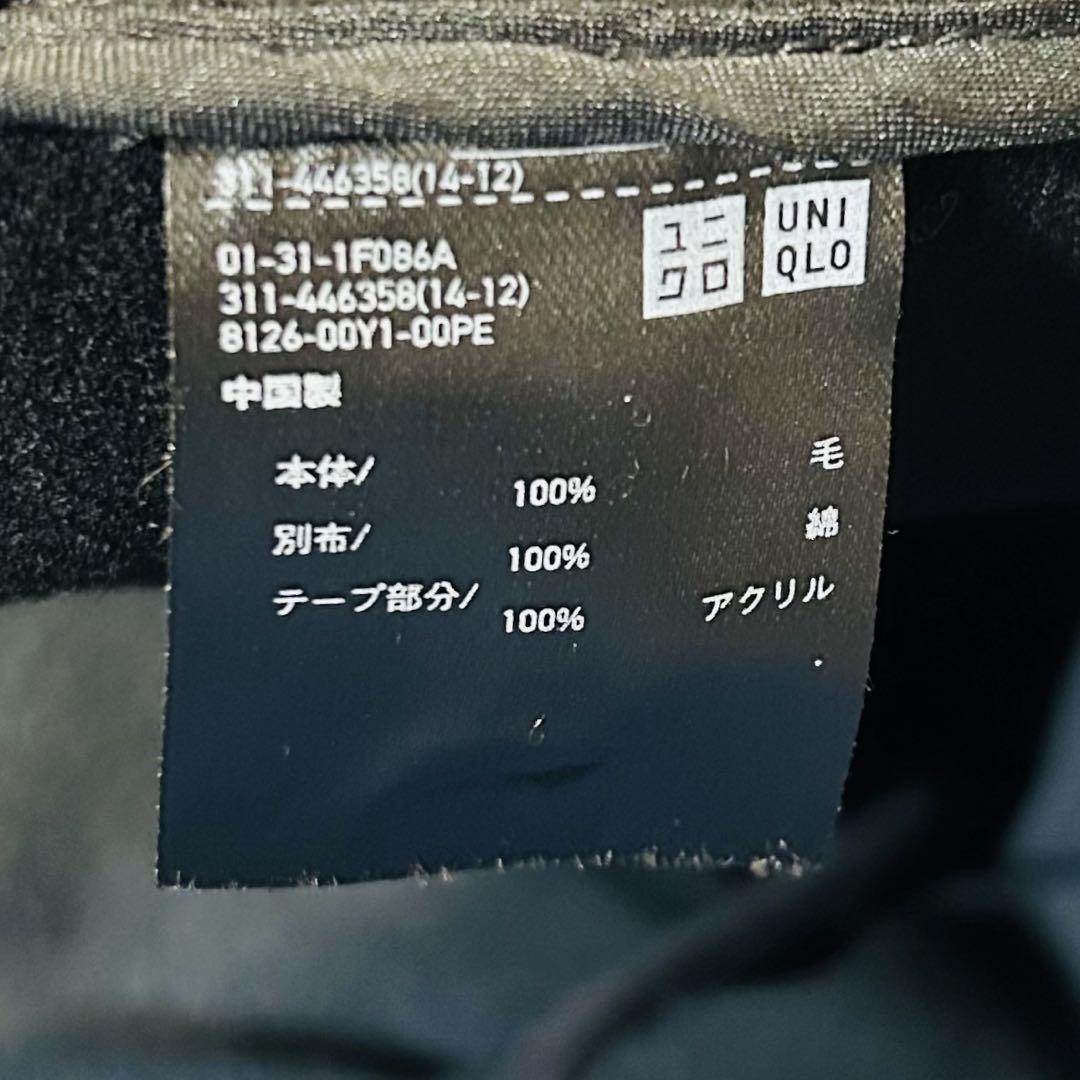 311-446358(14-12)
ユニ
クロ
UNI
QLO
01-31-1F086A
311-446358(14-12)
8126-00Y1-00PE
中国製
本体/ 100% 毛
別布/ 100% 綿
テープ部分/ 100% アクリル